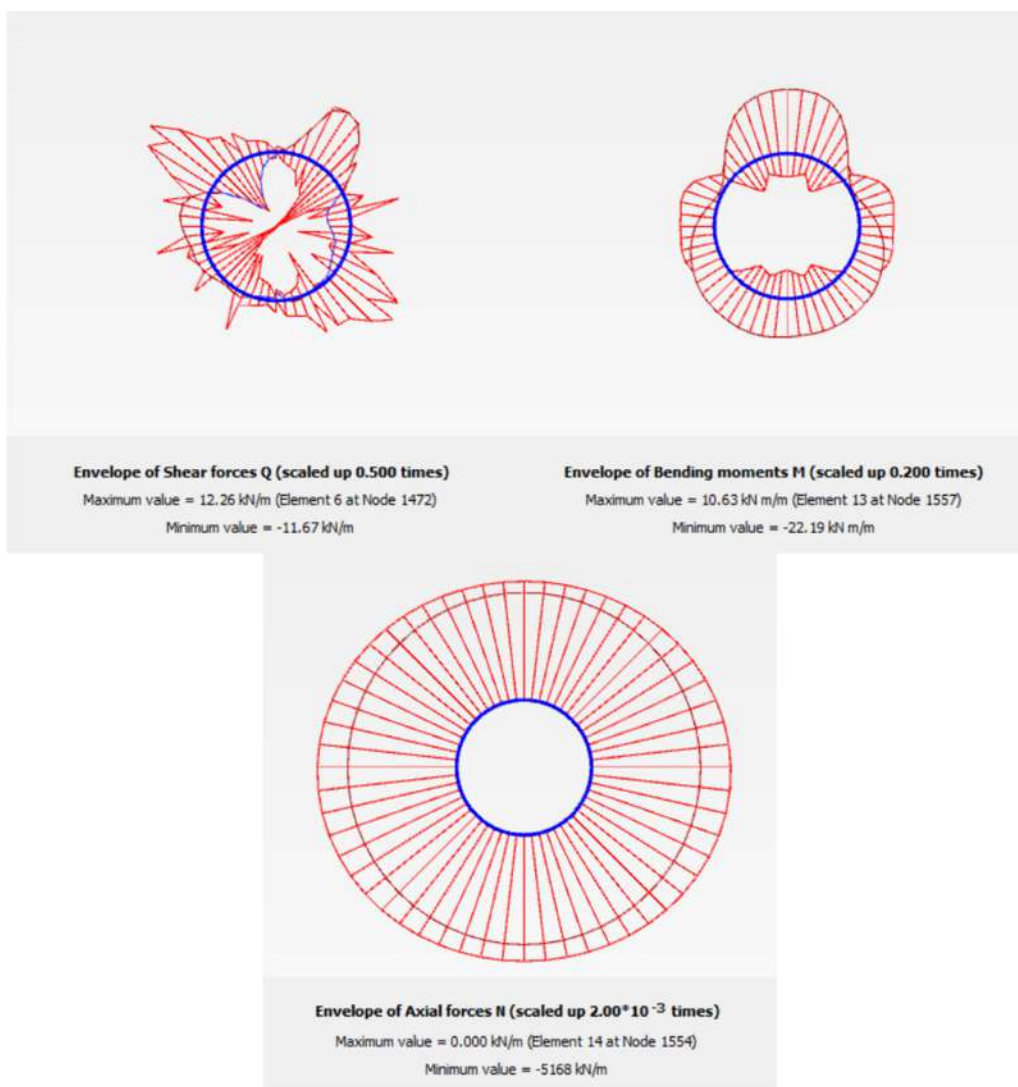 Envelope of Shear forces Q (scaled up 0.500 times)
Maximum value = 12.26 kN/m (Element 6 at Node 1472)
Minimum value = -11.67 kN/m
Envelope of Bending moments M (scaled up 0.200 times)
Maximum value = 10.63 kN m/m (Element 13 at Node 1557)
Minimum value = -22.19 kN m/m
Envelope of Axial forces N (scaled up 2.00*10⁻³ times)
Maximum value = 0.000 kN/m (Element 14 at Node 1554)
Minimum value = -5168 kN/m